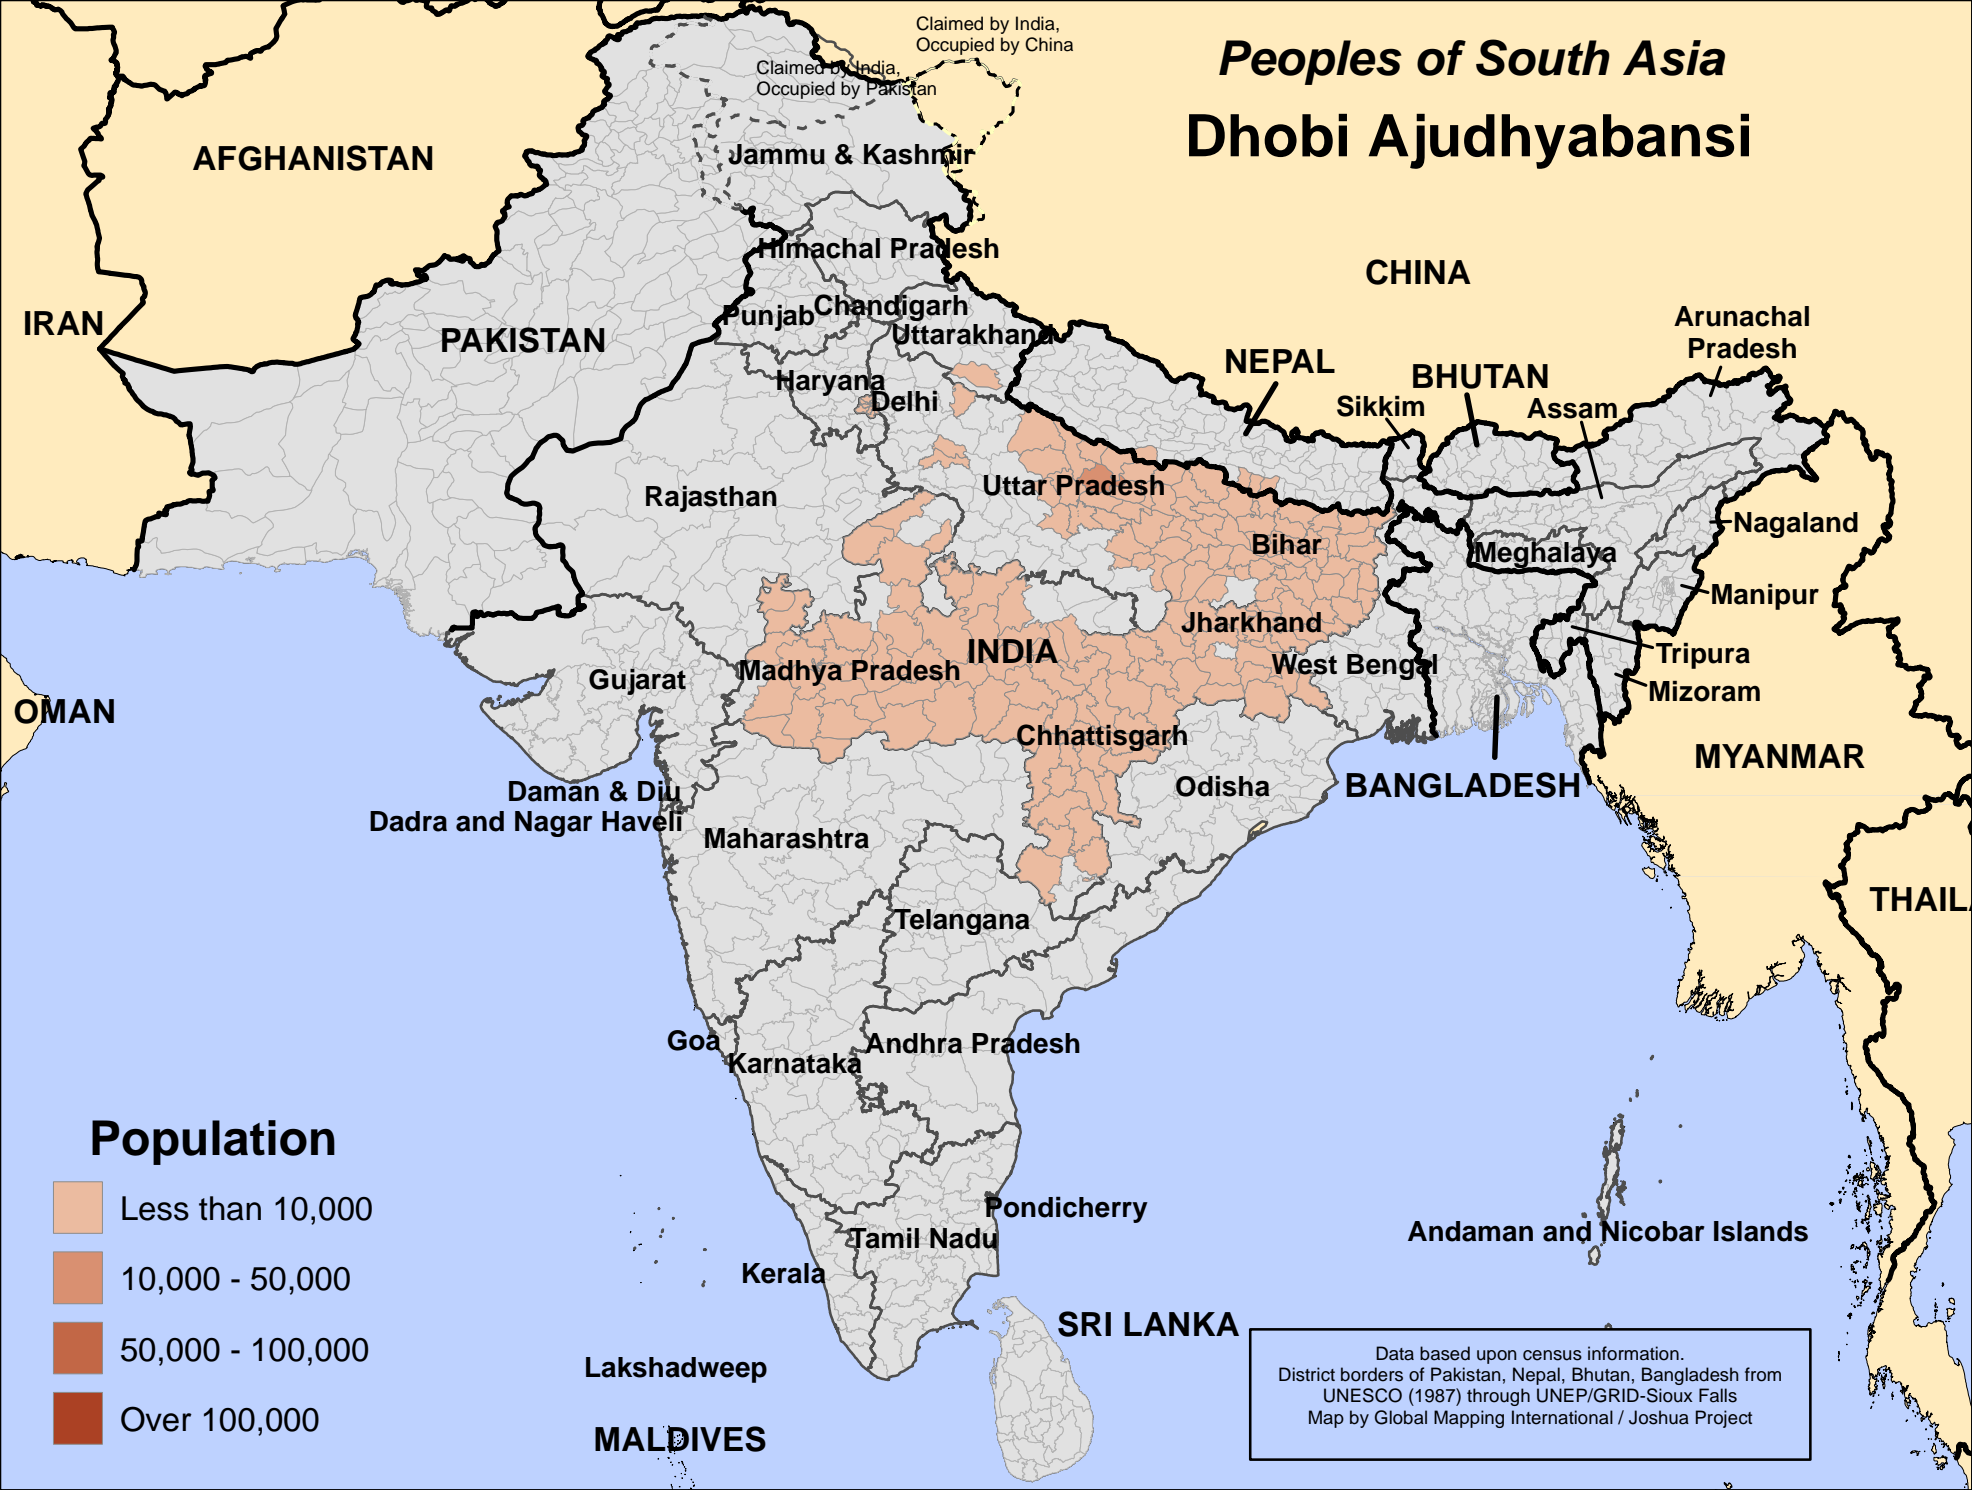 Claimed by India,
Occupied by China
Peoples of South Asia
Dhobi Ajudhyabansi
Claimed by India,
Occupied by Pakistan
AFGHANISTAN
Jammu & Kashmir
Himachal Pradesh
CHINA
IRAN
PAKISTAN
Punjab
Chandigarh
Uttarakhand
Arunachal
Pradesh
NEPAL
BHUTAN
Haryana
Delhi
Sikkim
Assam
Rajasthan
Uttar Pradesh
Nagaland
Bihar
Meghalaya
Manipur
Jharkhand
INDIA
Tripura
Madhya Pradesh
West Bengal
Gujarat
Mizoram
OMAN
Chhattisgarh
MYANMAR
Odisha
BANGLADESH
Daman & Diu
Dadra and Nagar Haveli
Maharashtra
THAIL
Telangana
Goa
Karnataka
Andhra Pradesh
Population
Less than 10,000
10,000 - 50,000
50,000 - 100,000
Over 100,000
Pondicherry
Tamil Nadu
Andaman and Nicobar Islands
Kerala
SRI LANKA
Lakshadweep
MALDIVES
Data based upon census information.
District borders of Pakistan, Nepal, Bhutan, Bangladesh from
UNESCO (1987) through UNEP/GRID-Sioux Falls
Map by Global Mapping International / Joshua Project